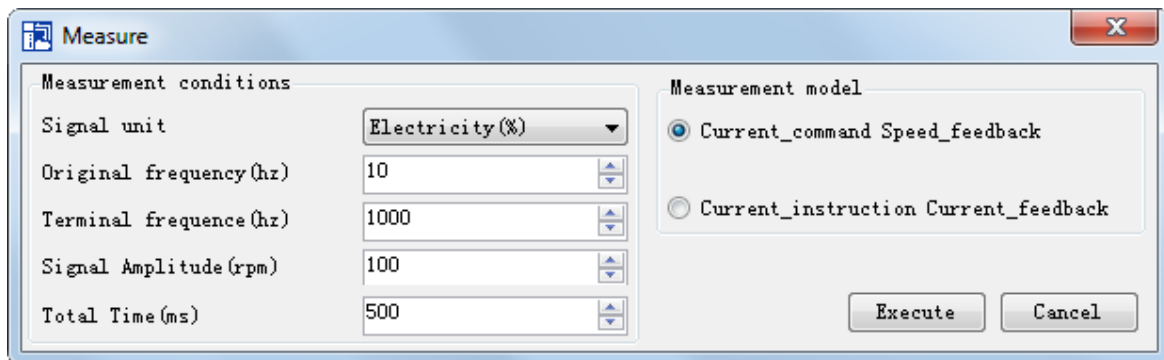 Measure
Measurement conditions
Signal unit
Electricity(%)
Original frequency(hz)
10
Terminal frequence(hz)
1000
Signal Amplitude(rpm)
100
Total Time(ms)
500
Measurement model
Current_command Speed_feedback
Current_instruction Current_feedback
Execute
Cancel